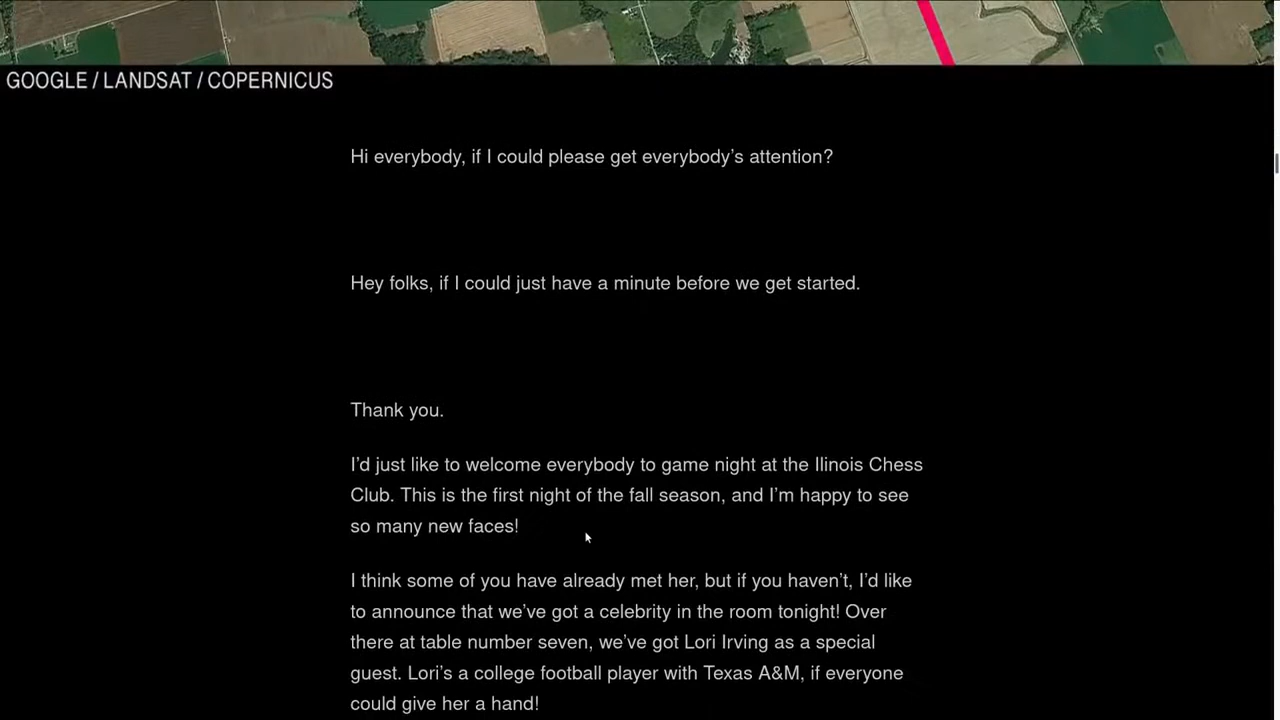 GOOGLE / LANDSAT / COPERNICUS
Hi everybody, if I could please get everybody’s attention?
Hey folks, if I could just have a minute before we get started.
Thank you.
I’d just like to welcome everybody to game night at the Ilinois Chess
Club. This is the first night of the fall season, and I’m happy to see
so many new faces!
I think some of you have already met her, but if you haven’t, I’d like
to announce that we’ve got a celebrity in the room tonight! Over
there at table number seven, we’ve got Lori Irving as a special
guest. Lori’s a college football player with Texas A&M, if everyone
could give her a hand!